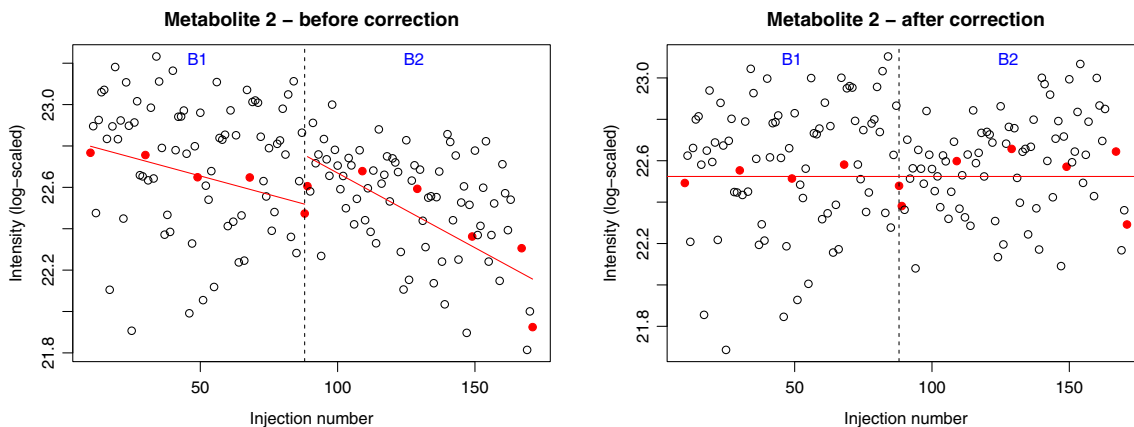 Metabolite 2 − before correction
B1
B2
Intensity (log−scaled)
21.8
22.2
22.6
23.0
50
100
150
Injection number
Metabolite 2 − after correction
B1
B2
Intensity (log−scaled)
21.8
22.2
22.6
23.0
50
100
150
Injection number